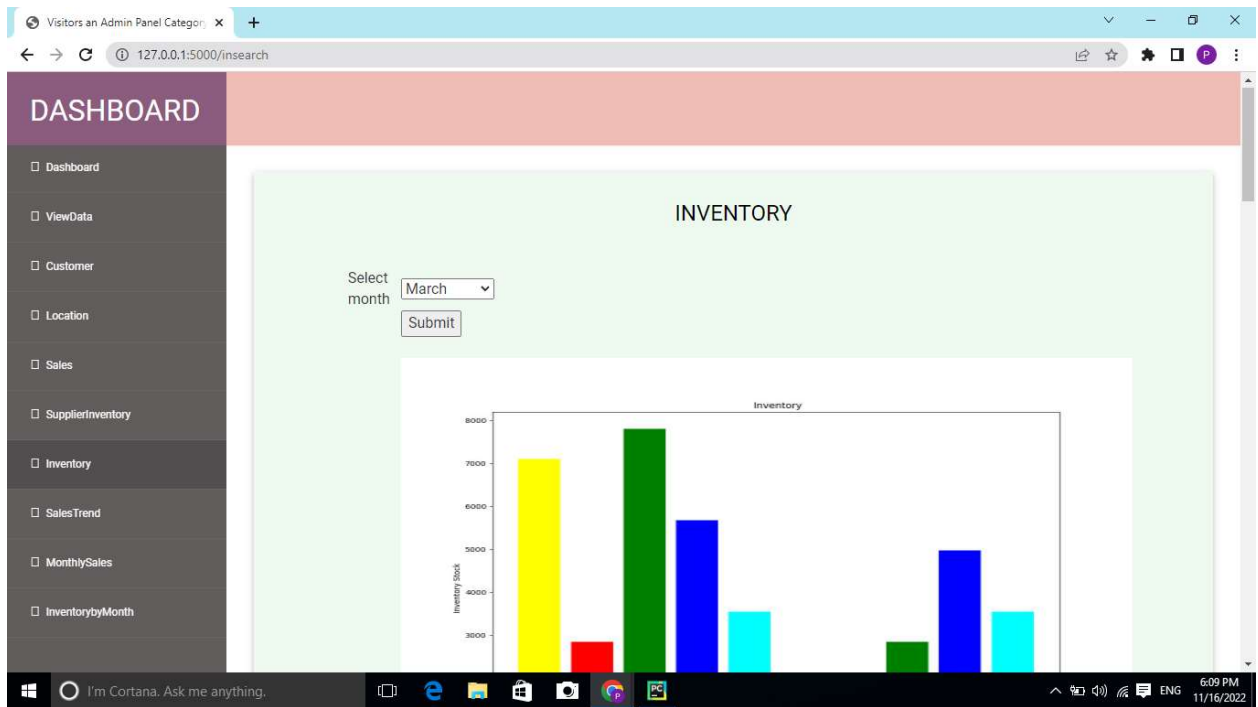 Visitors an Admin Panel Categor
127.0.0.1:5000/insearch
P
DASHBOARD
Dashboard
ViewData
Customer
Location
Sales
SupplierInventory
Inventory
SalesTrend
MonthlySales
InventorybyMonth
INVENTORY
Select
month
March
Submit
Inventory
8000
7000
6000
5000
4000
3000
Inventory Stock
I'm Cortana. Ask me anything.
P
PC
ENG
6:09 PM
11/16/2022